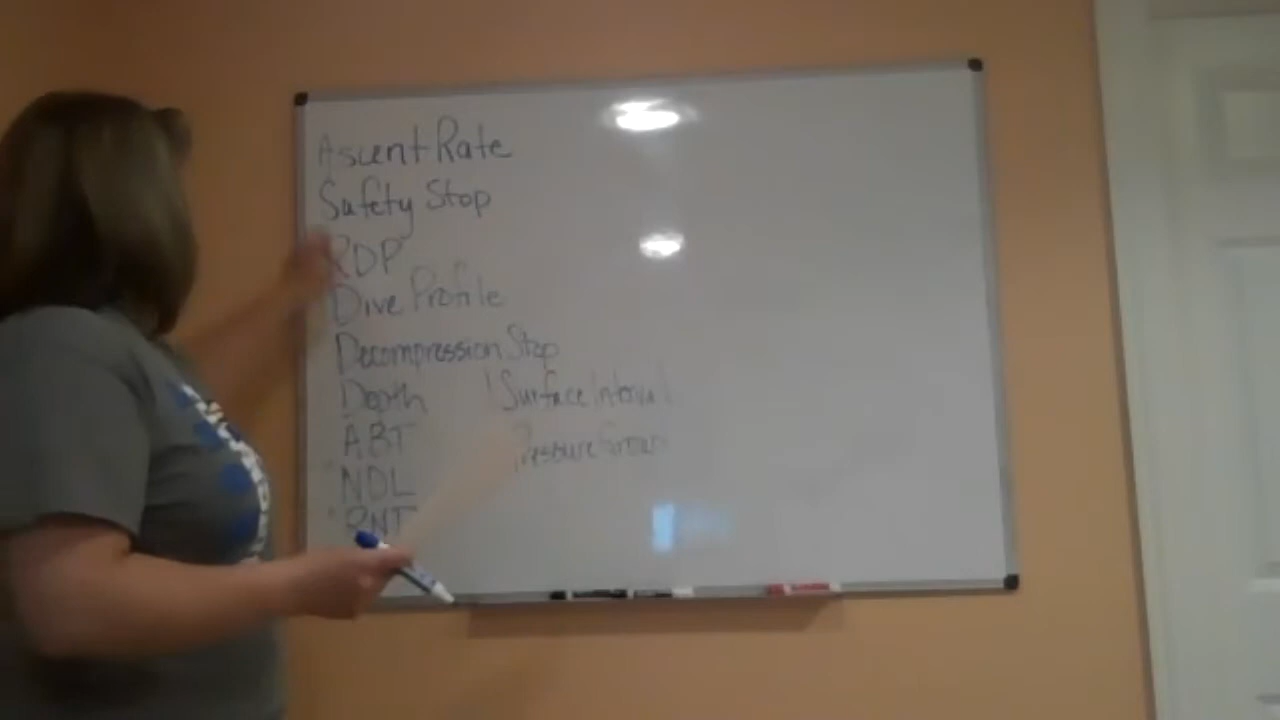 Ascent Rate
Safety Stop
RDP
Dive Profile
Decompression Stop
Depth
Surface Interval
ABT
Pressure Group
NDL
RNT